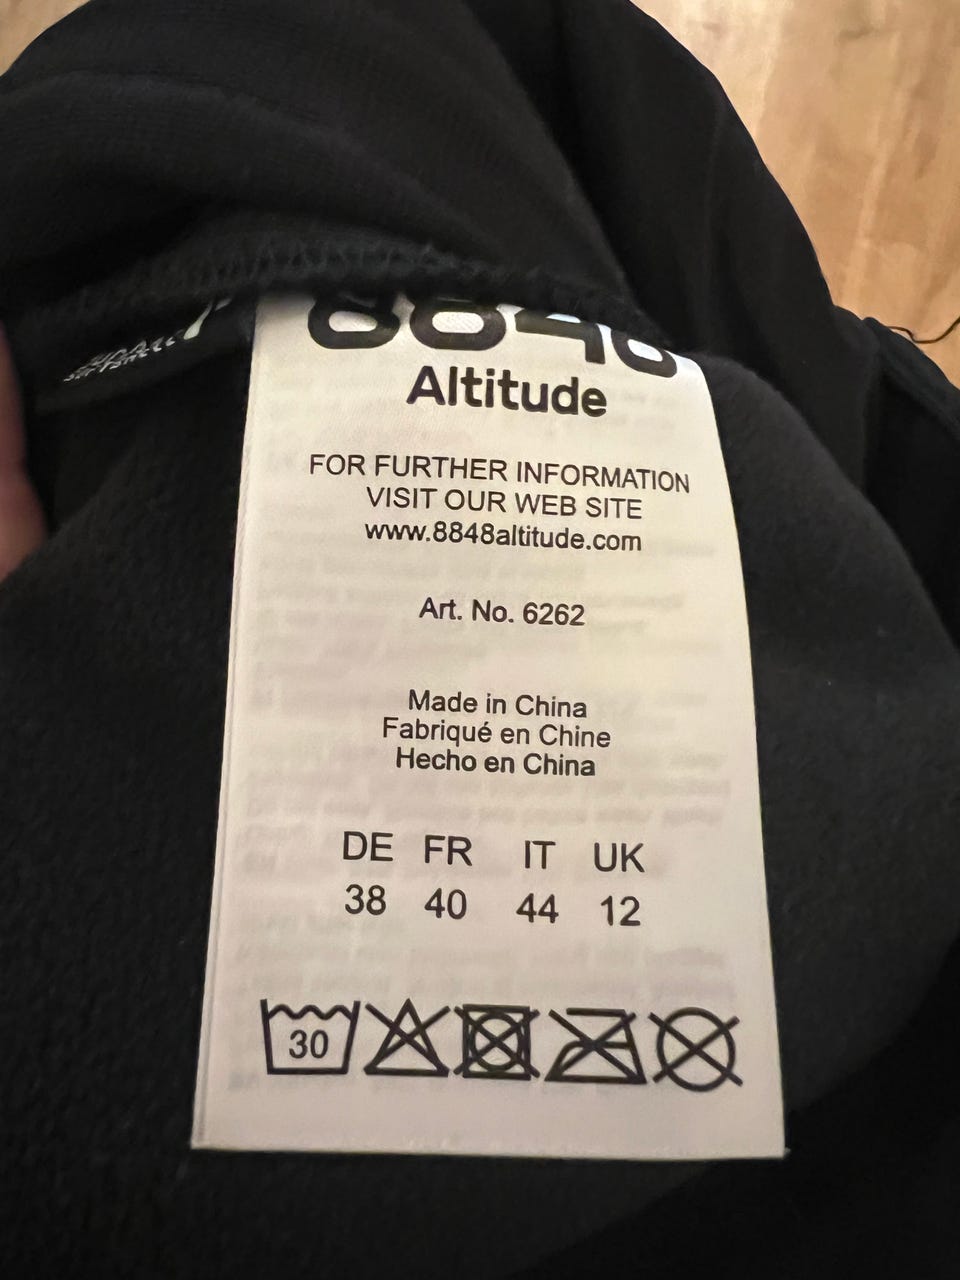 8848
Altitude
FOR FURTHER INFORMATION
VISIT OUR WEB SITE
www.8848altitude.com
Art. No. 6262
Made in China
Fabriqué en Chine
Hecho en China
DE FR IT UK
38 40 44 12
30